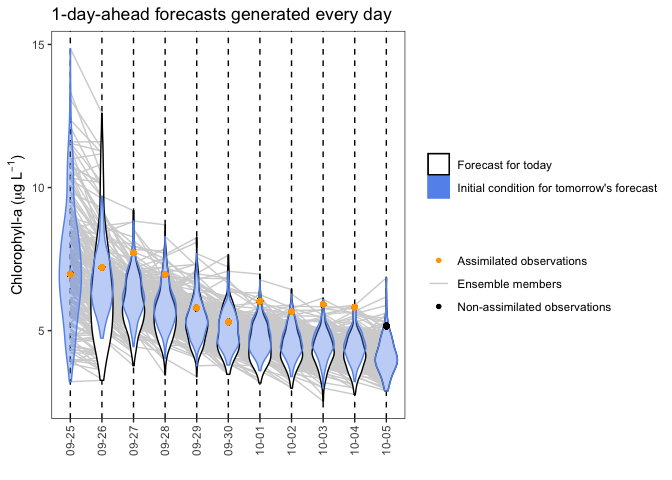 1-day-ahead forecasts generated every day
Chlorophyll-a (μg L⁻¹)
15
10
5
09-25
09-26
09-27
09-28
09-29
09-30
10-01
10-02
10-03
10-04
10-05
Forecast for today
Initial condition for tomorrow's forecast
Assimilated observations
Ensemble members
Non-assimilated observations